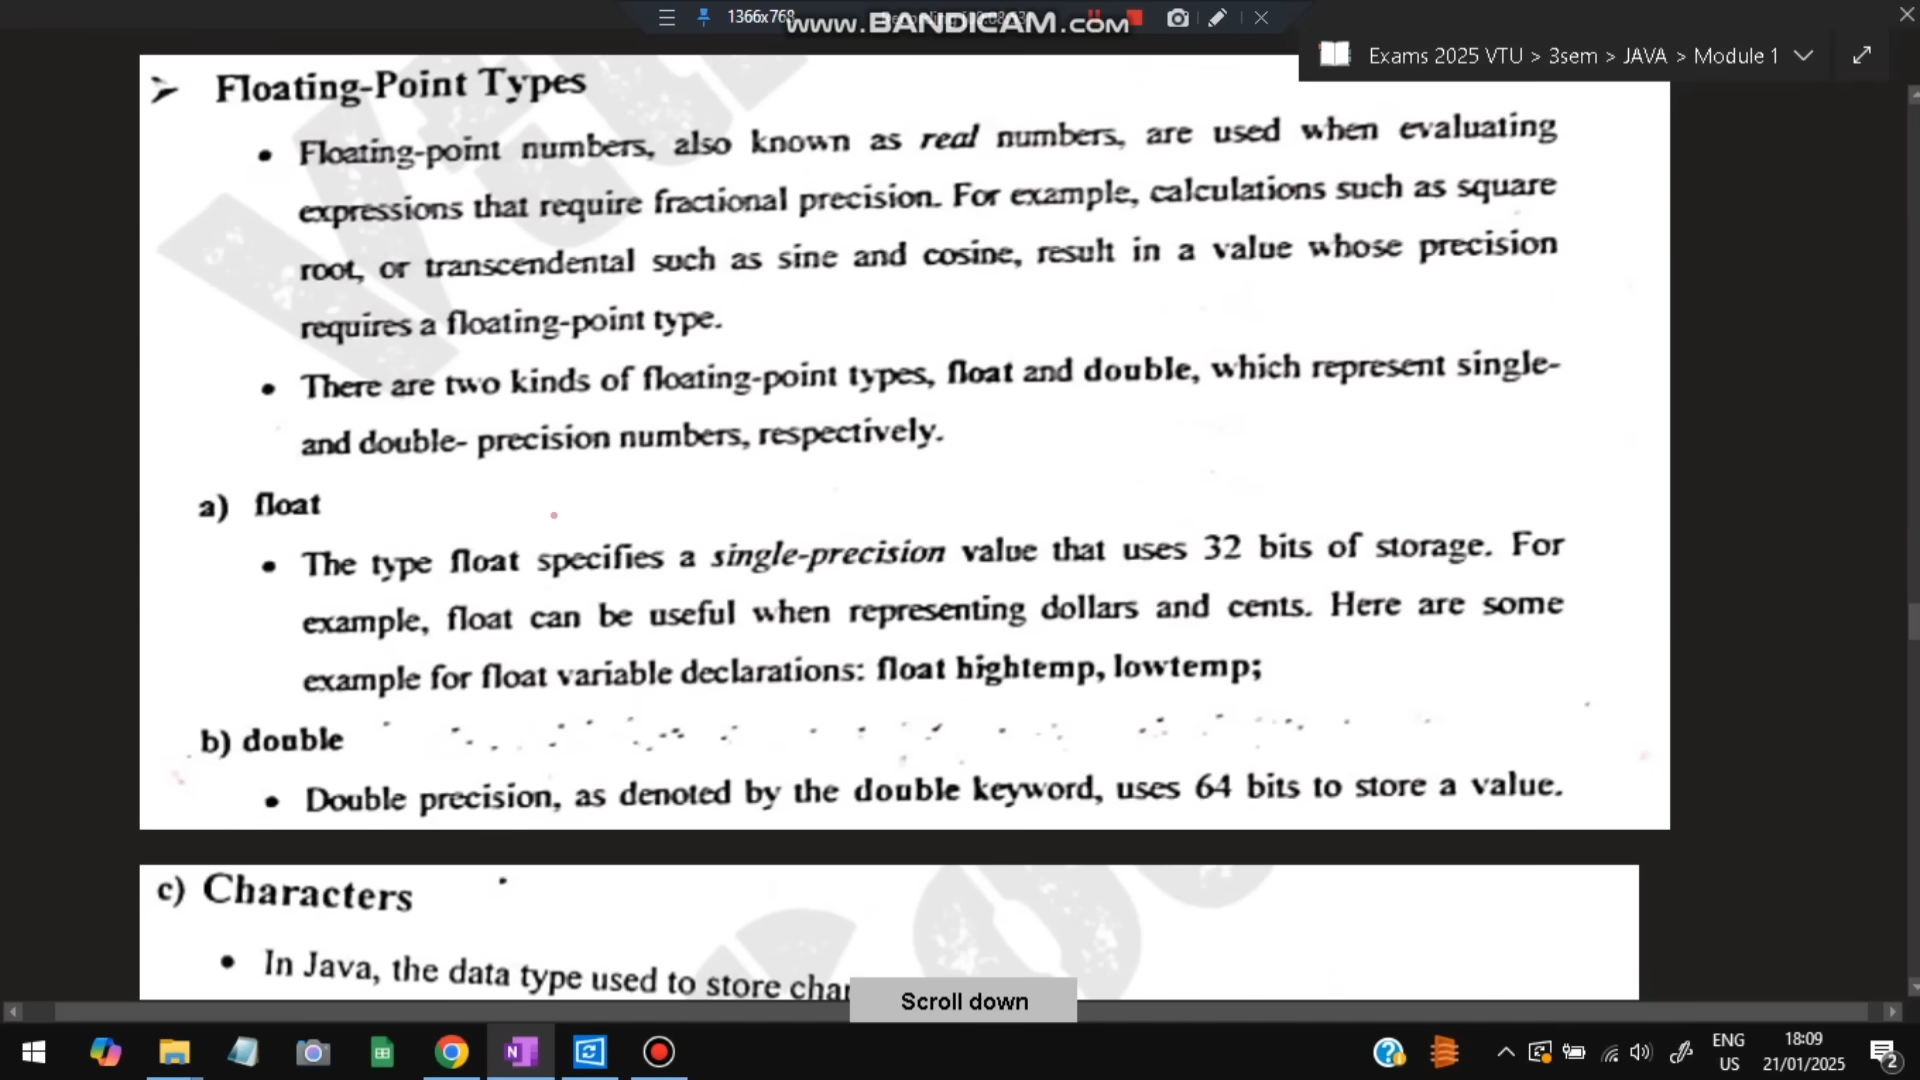 1366x768
www.BANDICAM.com
Exams 2025 VTU > 3sem > JAVA > Module 1
➢ Floating-Point Types
• Floating-point numbers, also known as real numbers, are used when evaluating
expressions that require fractional precision. For example, calculations such as square
root, or transcendental such as sine and cosine, result in a value whose precision
requires a floating-point type.
• There are two kinds of floating-point types, float and double, which represent single-
and double- precision numbers, respectively.
a) float
• The type float specifies a single-precision value that uses 32 bits of storage. For
example, float can be useful when representing dollars and cents. Here are some
example for float variable declarations: float hightemp, lowtemp;
b) double
• Double precision, as denoted by the double keyword, uses 64 bits to store a value.
c) Characters
• In Java, the data type used to store
Scroll down
ENG
US
18:09
21/01/2025
2